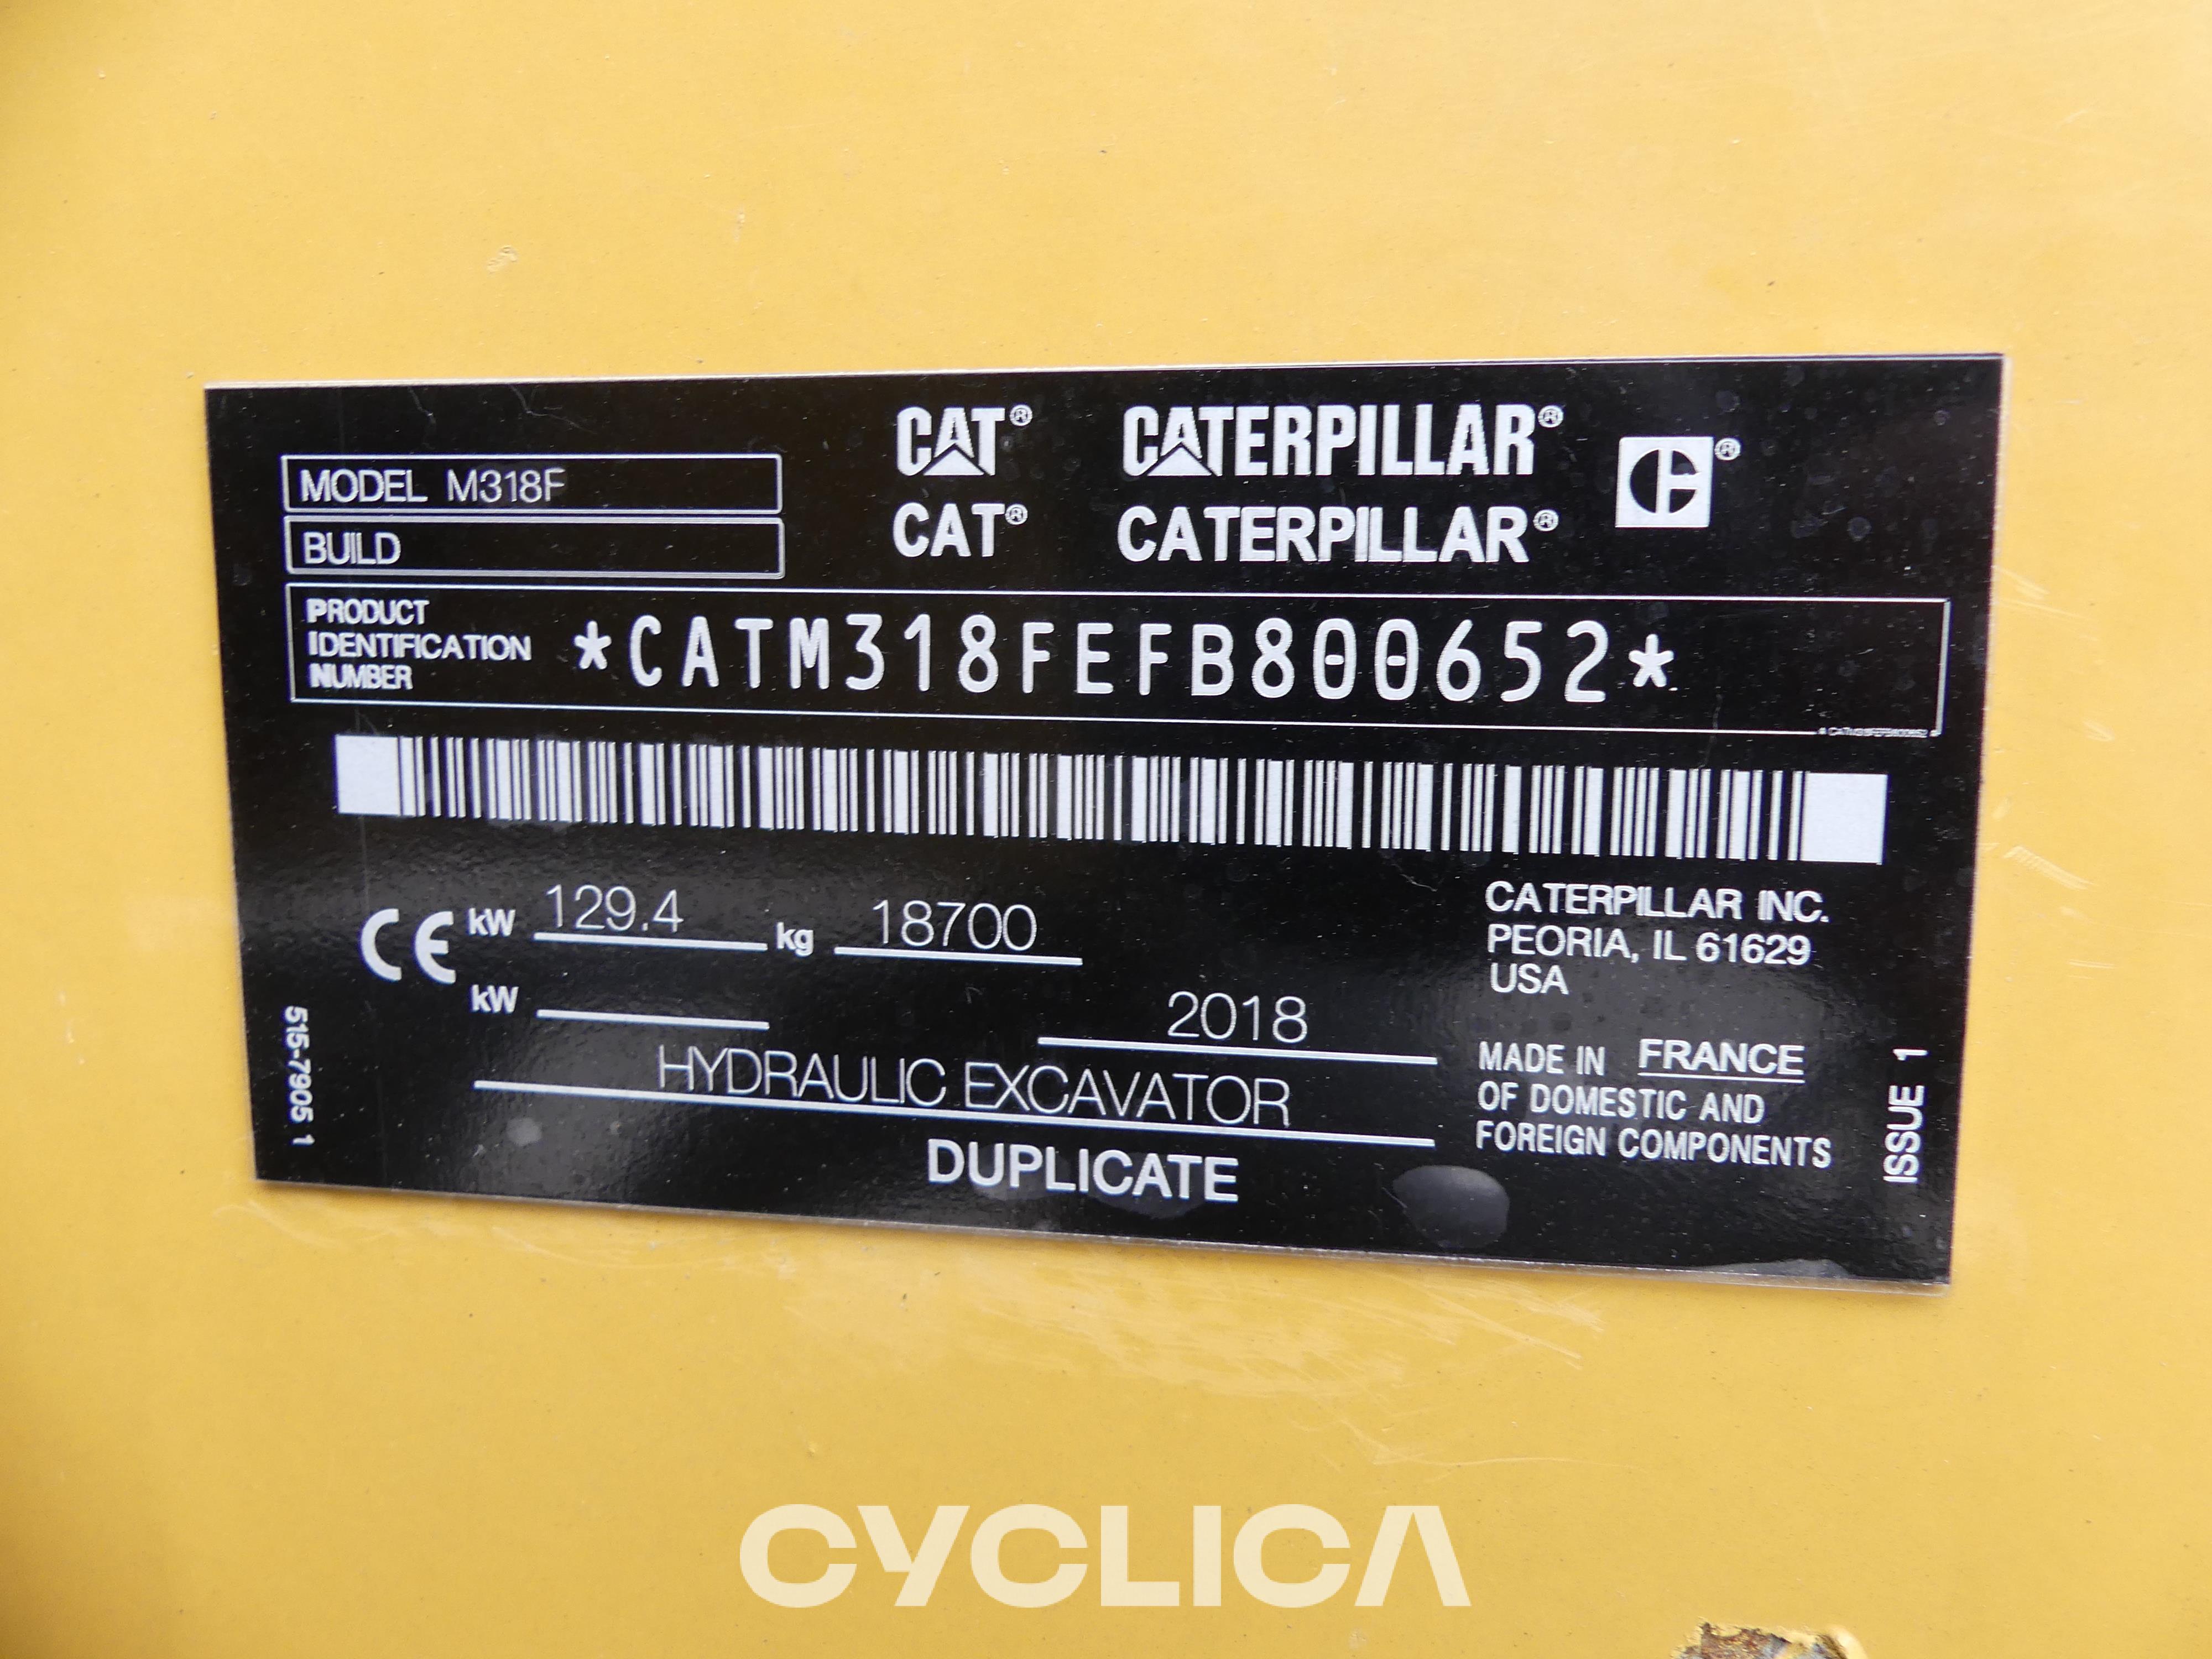 CAT® CATERPILLAR®
CAT® CATERPILLAR®
MODEL M318F
BUILD
PRODUCT
IDENTIFICATION
NUMBER
*CATM318FEFB800652*
CE kW 129.4 kg 18700
kW
2018
HYDRAULIC EXCAVATOR
DUPLICATE
CATERPILLAR INC.
PEORIA, IL 61629
USA
MADE IN FRANCE
OF DOMESTIC AND
FOREIGN COMPONENTS
515-7905 1
ISSUE 1
CYCLICA